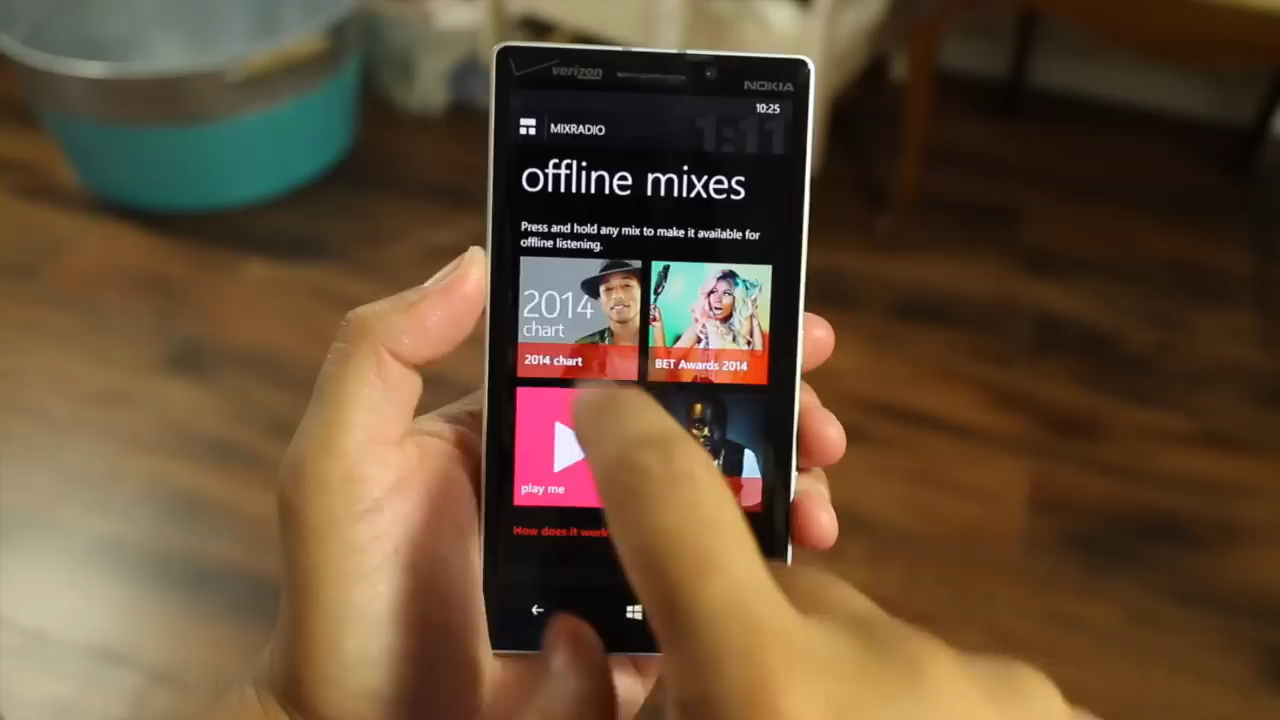 verizon
NOKIA
10:25
MIXRADIO
1:11
offline mixes
Press and hold any mix to make it available for
offline listening.
2014
chart
2014 chart
BET Awards 2014
play me
How does it work